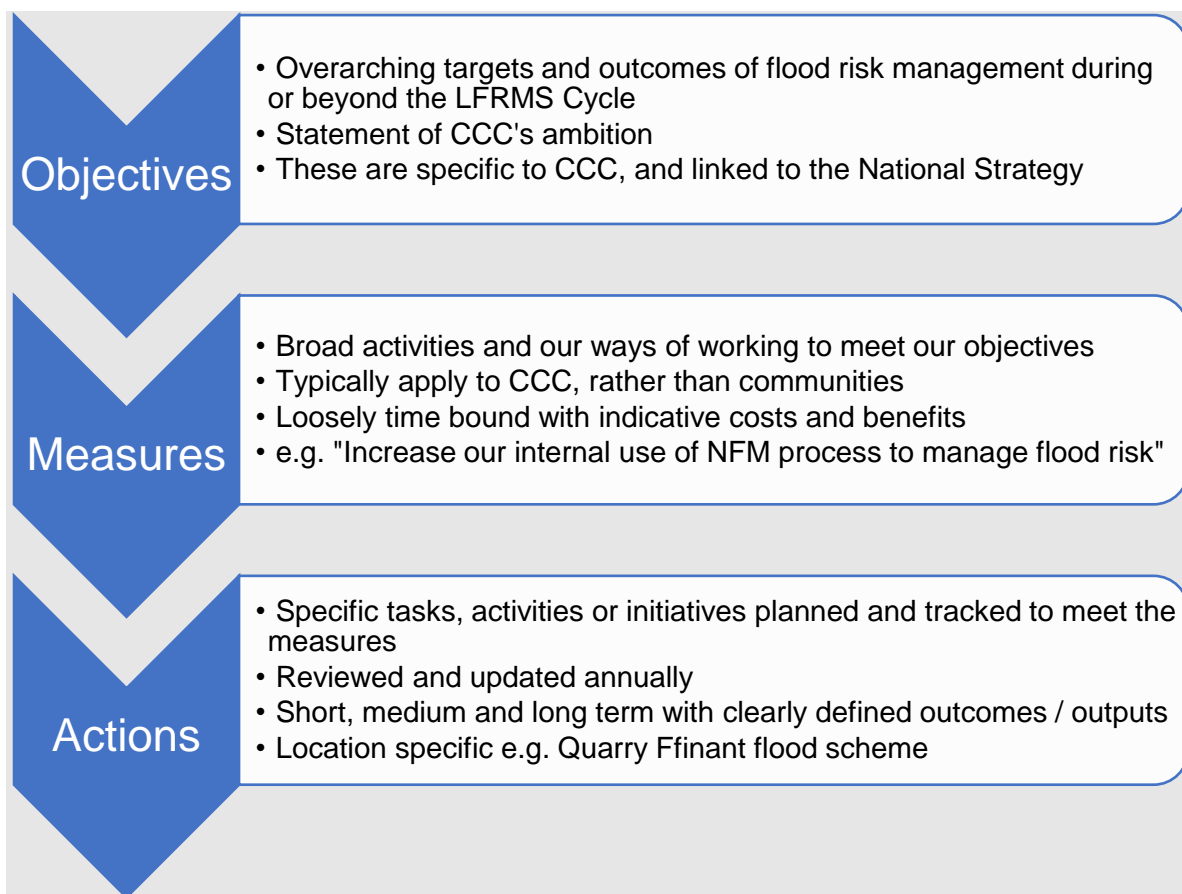 Objectives
• Overarching targets and outcomes of flood risk management during
or beyond the LFRMS Cycle
• Statement of CCC's ambition
• These are specific to CCC, and linked to the National Strategy
Measures
• Broad activities and our ways of working to meet our objectives
• Typically apply to CCC, rather than communities
• Loosely time bound with indicative costs and benefits
• e.g. "Increase our internal use of NFM process to manage flood risk"
Actions
• Specific tasks, activities or initiatives planned and tracked to meet the
measures
• Reviewed and updated annually
• Short, medium and long term with clearly defined outcomes / outputs
• Location specific e.g. Quarry Ffinant flood scheme